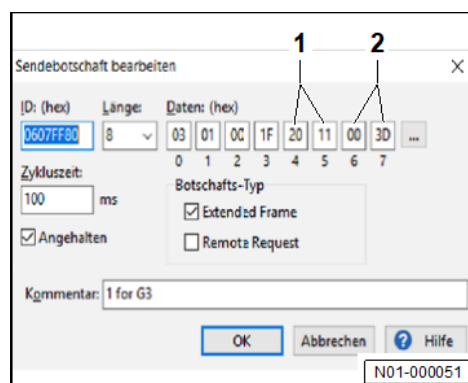 1 2
Sendebotschaft bearbeiten
ID: (hex) Länge: Daten: (hex)
0607FF80 8 03 01 00 1F 20 11 00 3D ...
0 1 2 3 4 5 6 7
Zykluszeit:
100 ms
Botschafts-Typ
Extended Frame
Angehalten
Remote Request
Kommentar: 1 for G3
OK Abbrechen ? Hilfe
N01-000051